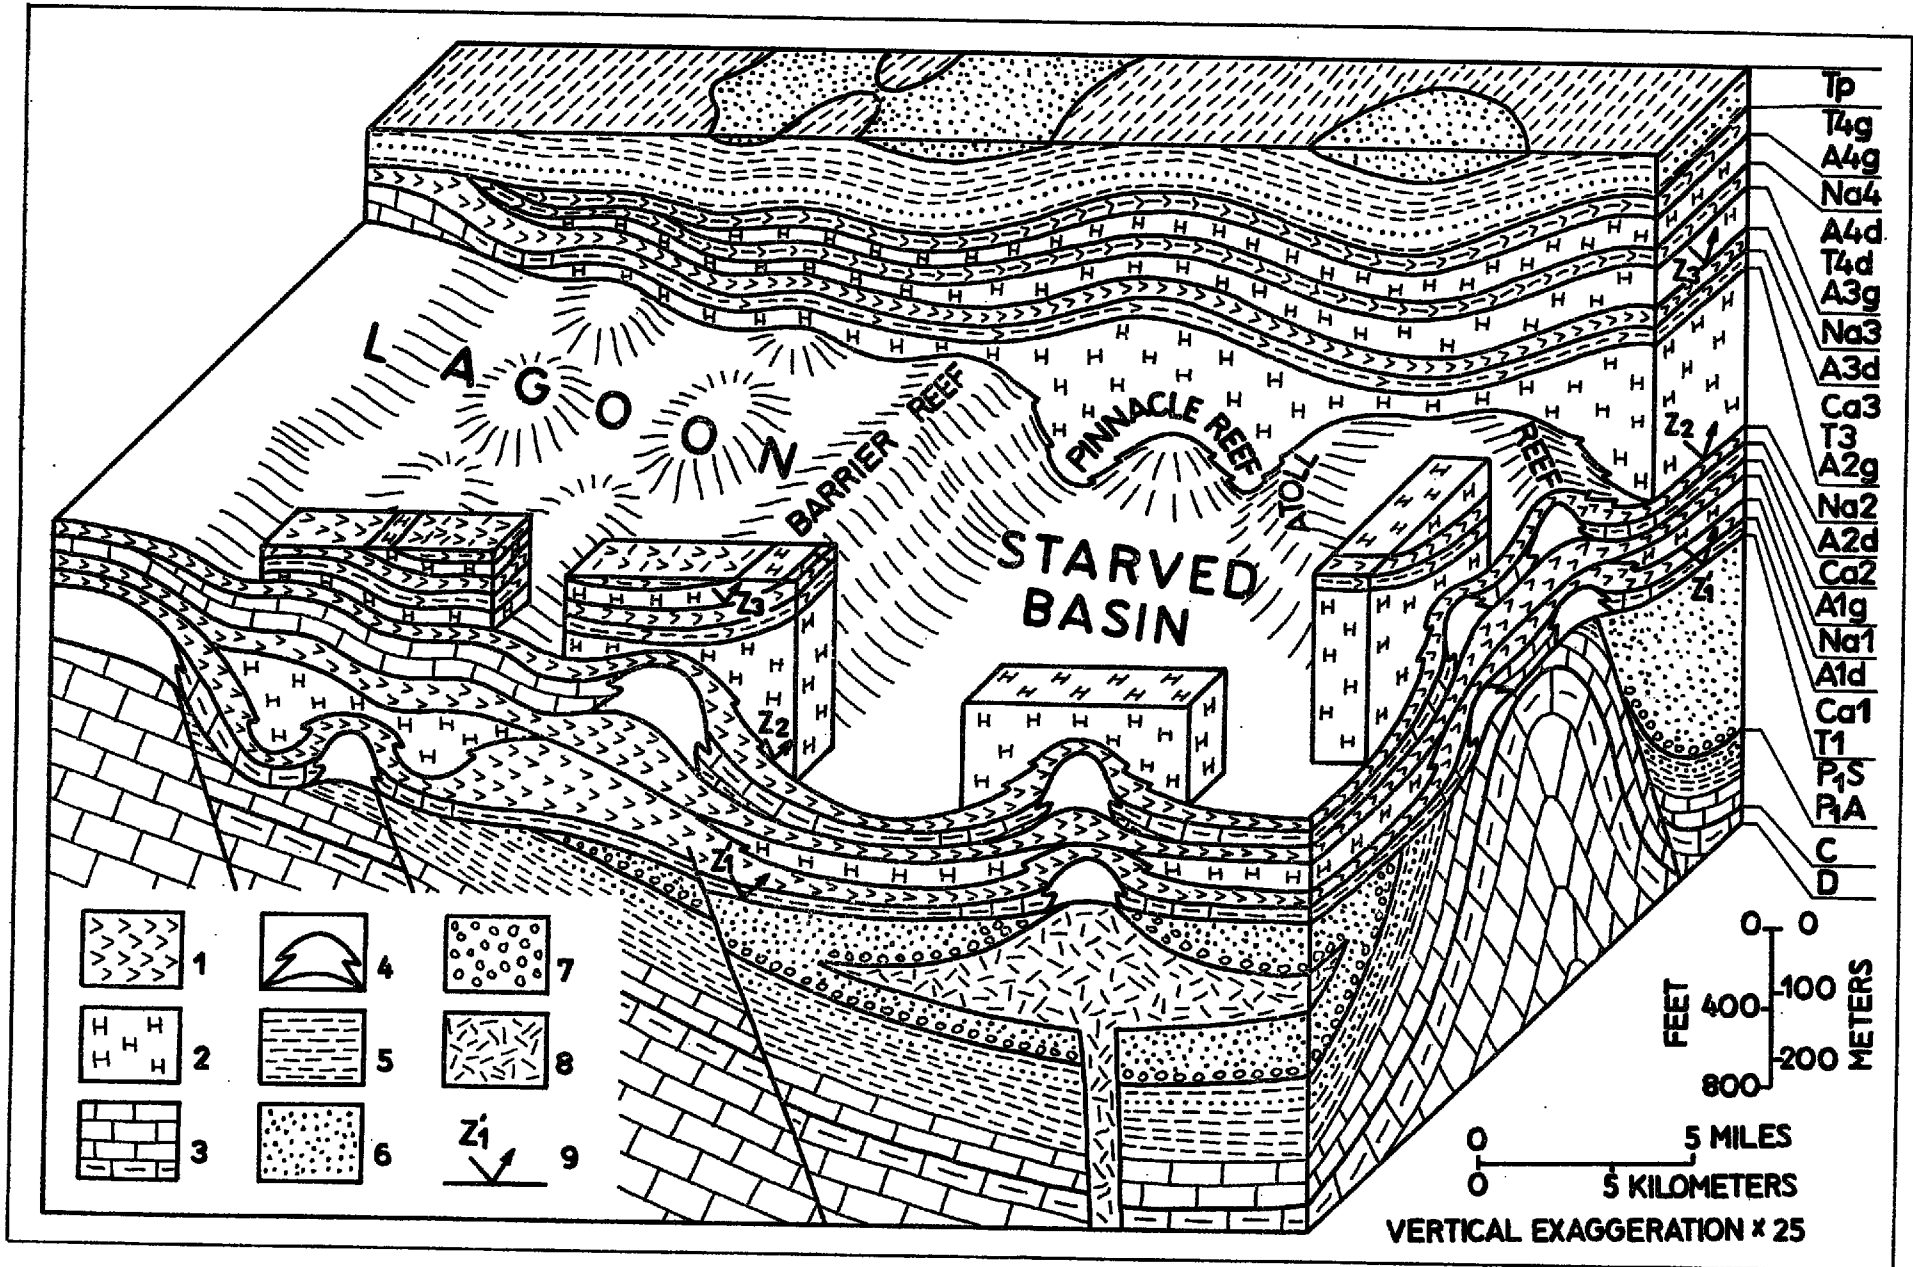 Tp
T4g
A4g
Na4
A4d
T4d
A3g
Na3
A3d
Ca3
T3
A2g
Na2
A2d
Ca2
A1g
Na1
A1d
Ca1
T1
P₁S
P₁A
C
D
LAGOON
BARRIER REEF
PINNACLE REEF
ATOLL REEF
STARVED
BASIN
Z3
Z2
Z1'
Z3
Z2
Z1'
1
2
3
4
5
6
7
8
Z1' 9
0 0
400 100
800 200
FEET
METERS
0 5 MILES
0 5 KILOMETERS
VERTICAL EXAGGERATION x 25